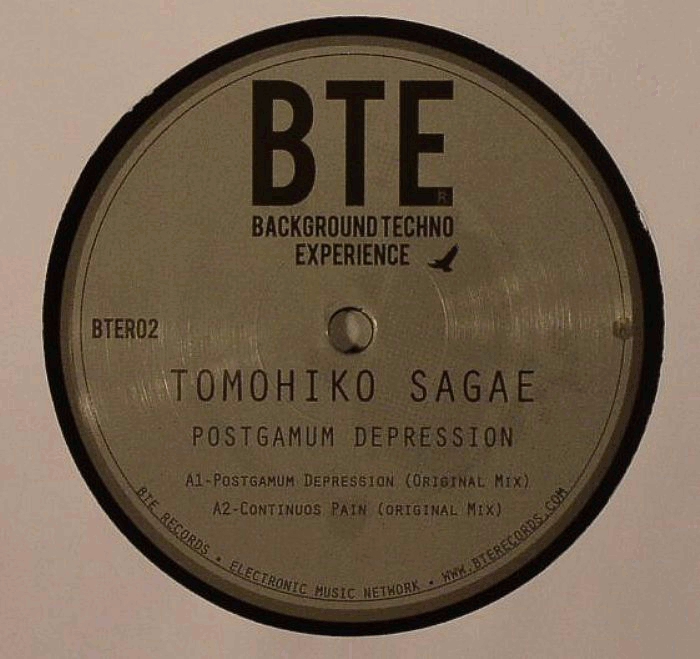 BTE
R
BACKGROUND TECHNO
EXPERIENCE
BTER02
TOMOHIKO SAGAE
POSTGAMUM DEPRESSION
A1-POSTGAMUM DEPRESSION (ORIGINAL MIX)
A2-CONTINUOS PAIN (ORIGINAL MIX)
BTE RECORDS • ELECTRONIC MUSIC NETWORK • WWW.BTERECORDS.COM